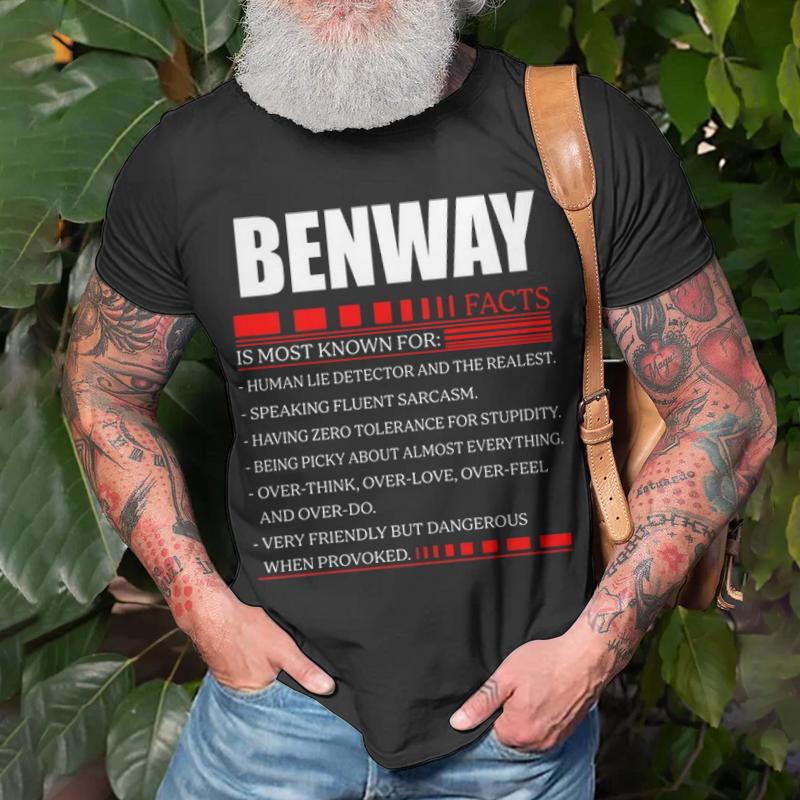 BENWAY
FACTS
IS MOST KNOWN FOR:
- HUMAN LIE DETECTOR AND THE REALEST.
- SPEAKING FLUENT SARCASM.
- HAVING ZERO TOLERANCE FOR STUPIDITY.
- BEING PICKY ABOUT ALMOST EVERYTHING.
- OVER-THINK, OVER-LOVE, OVER-FEEL
AND OVER-DO.
- VERY FRIENDLY BUT DANGEROUS
WHEN PROVOKED.
Estuardo